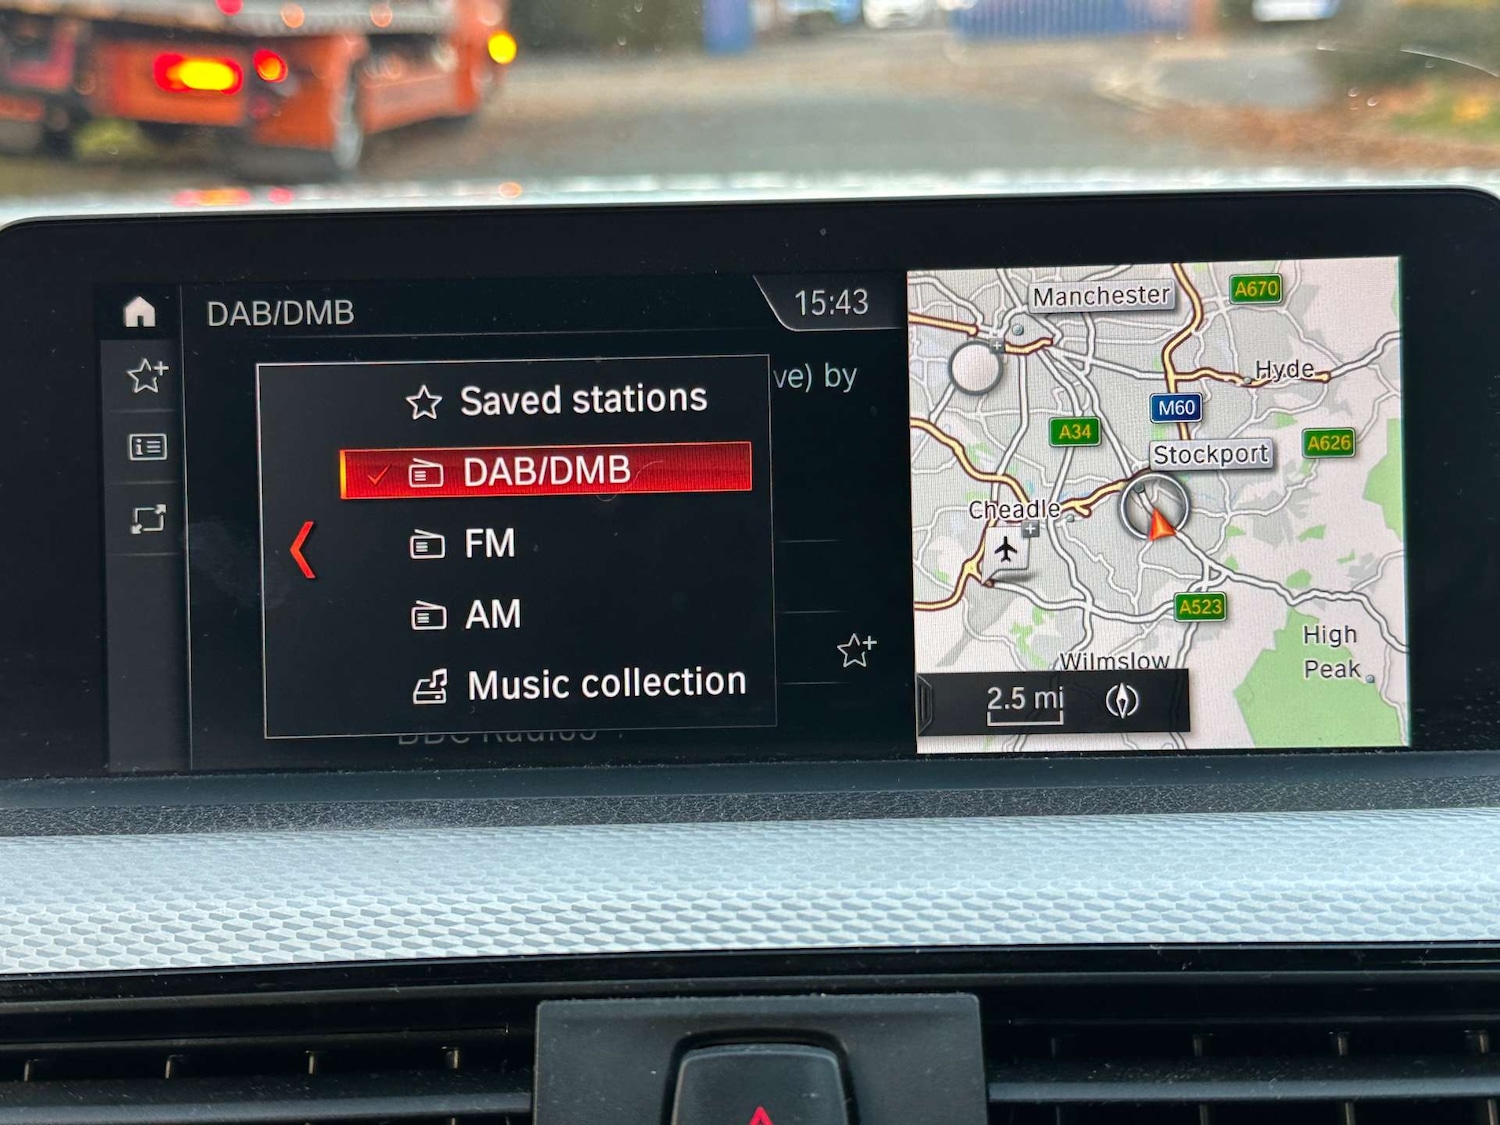 DAB/DMB
15:43
ve) by
Saved stations
DAB/DMB
FM
AM
Music collection
Manchester
A670
Hyde
M60
A34
A626
Stockport
Cheadle
A523
High
Peak
Wilmslow
2.5 mi